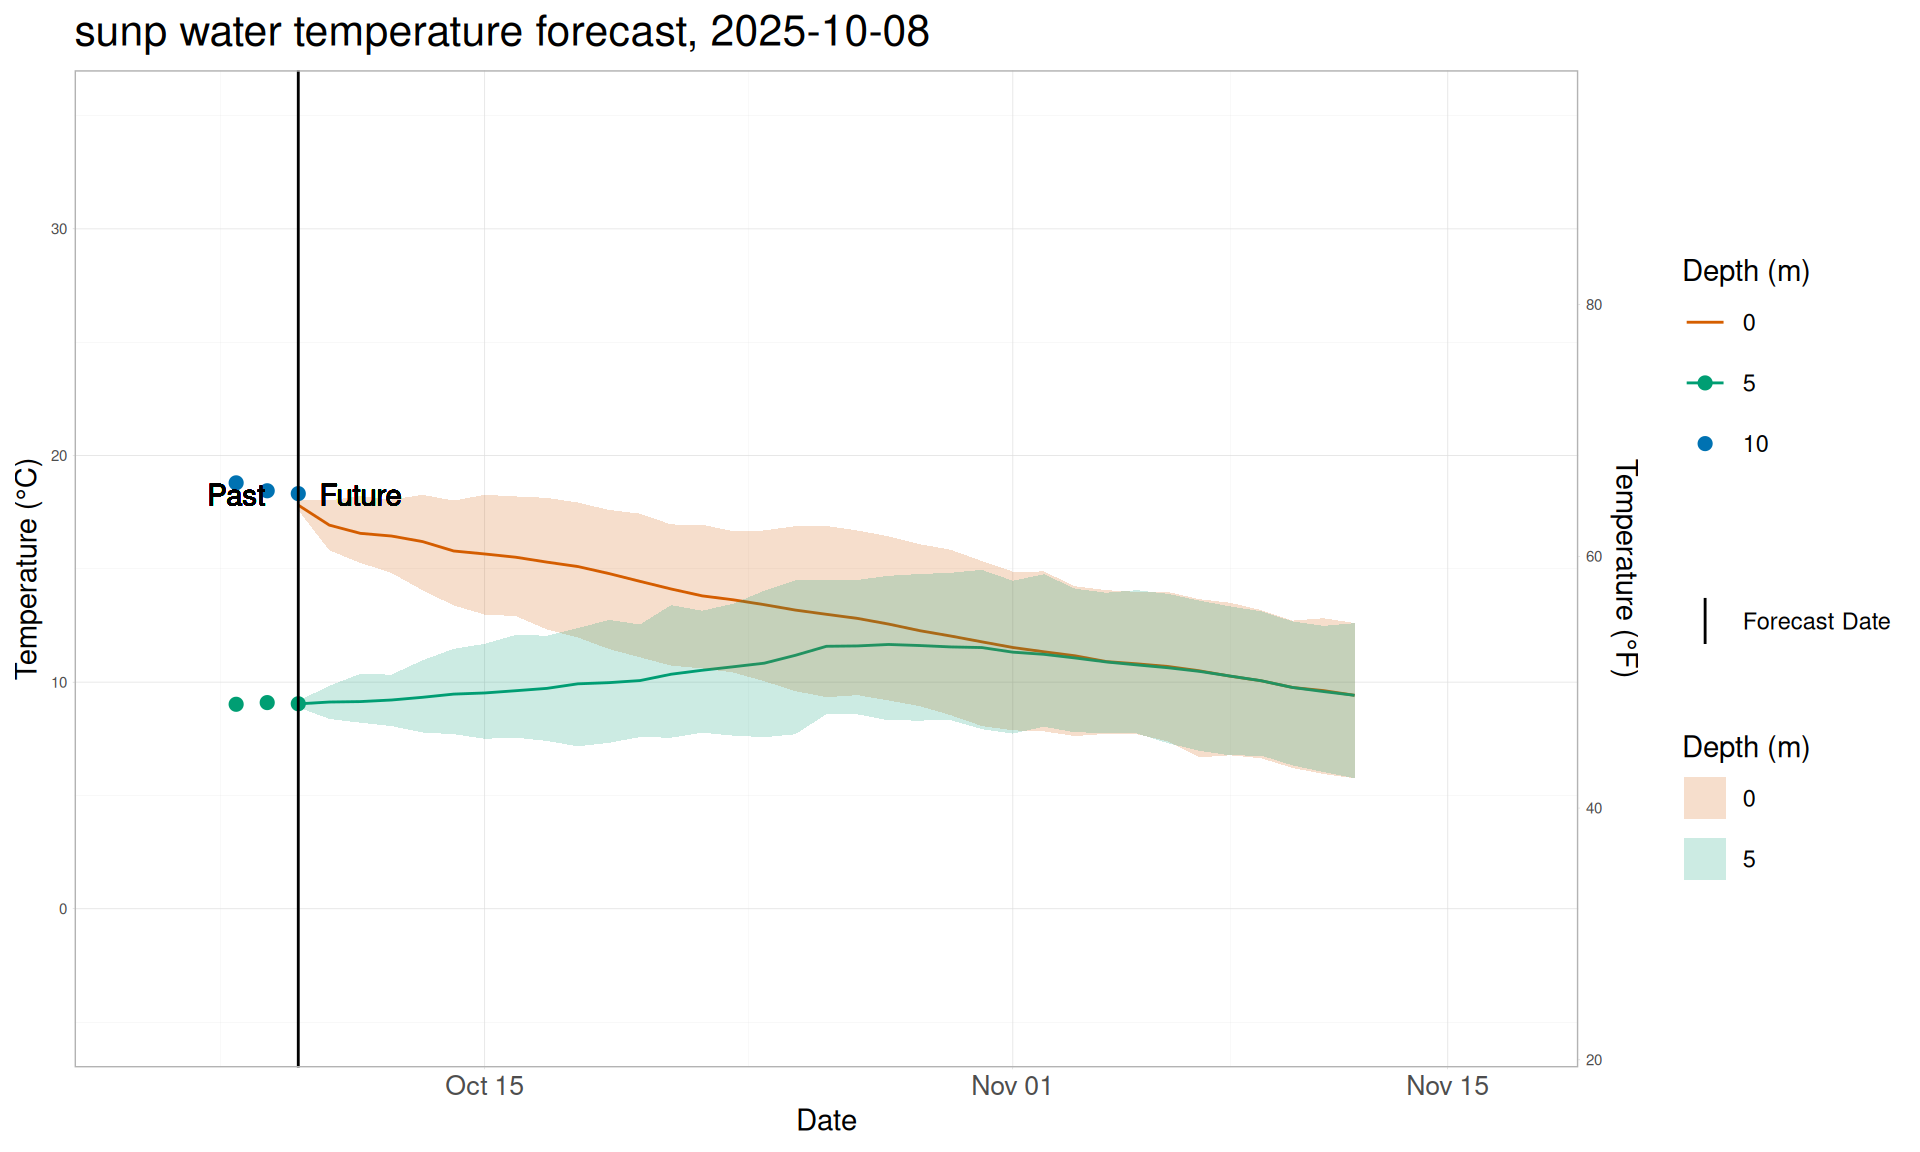 sunp water temperature forecast, 2025-10-08
Temperature (°C)
30
20
10
0
Past
Future
80
60
40
20
Temperature (°F)
Oct 15
Nov 01
Nov 15
Date
Depth (m)
0
5
10
Forecast Date
Depth (m)
0
5